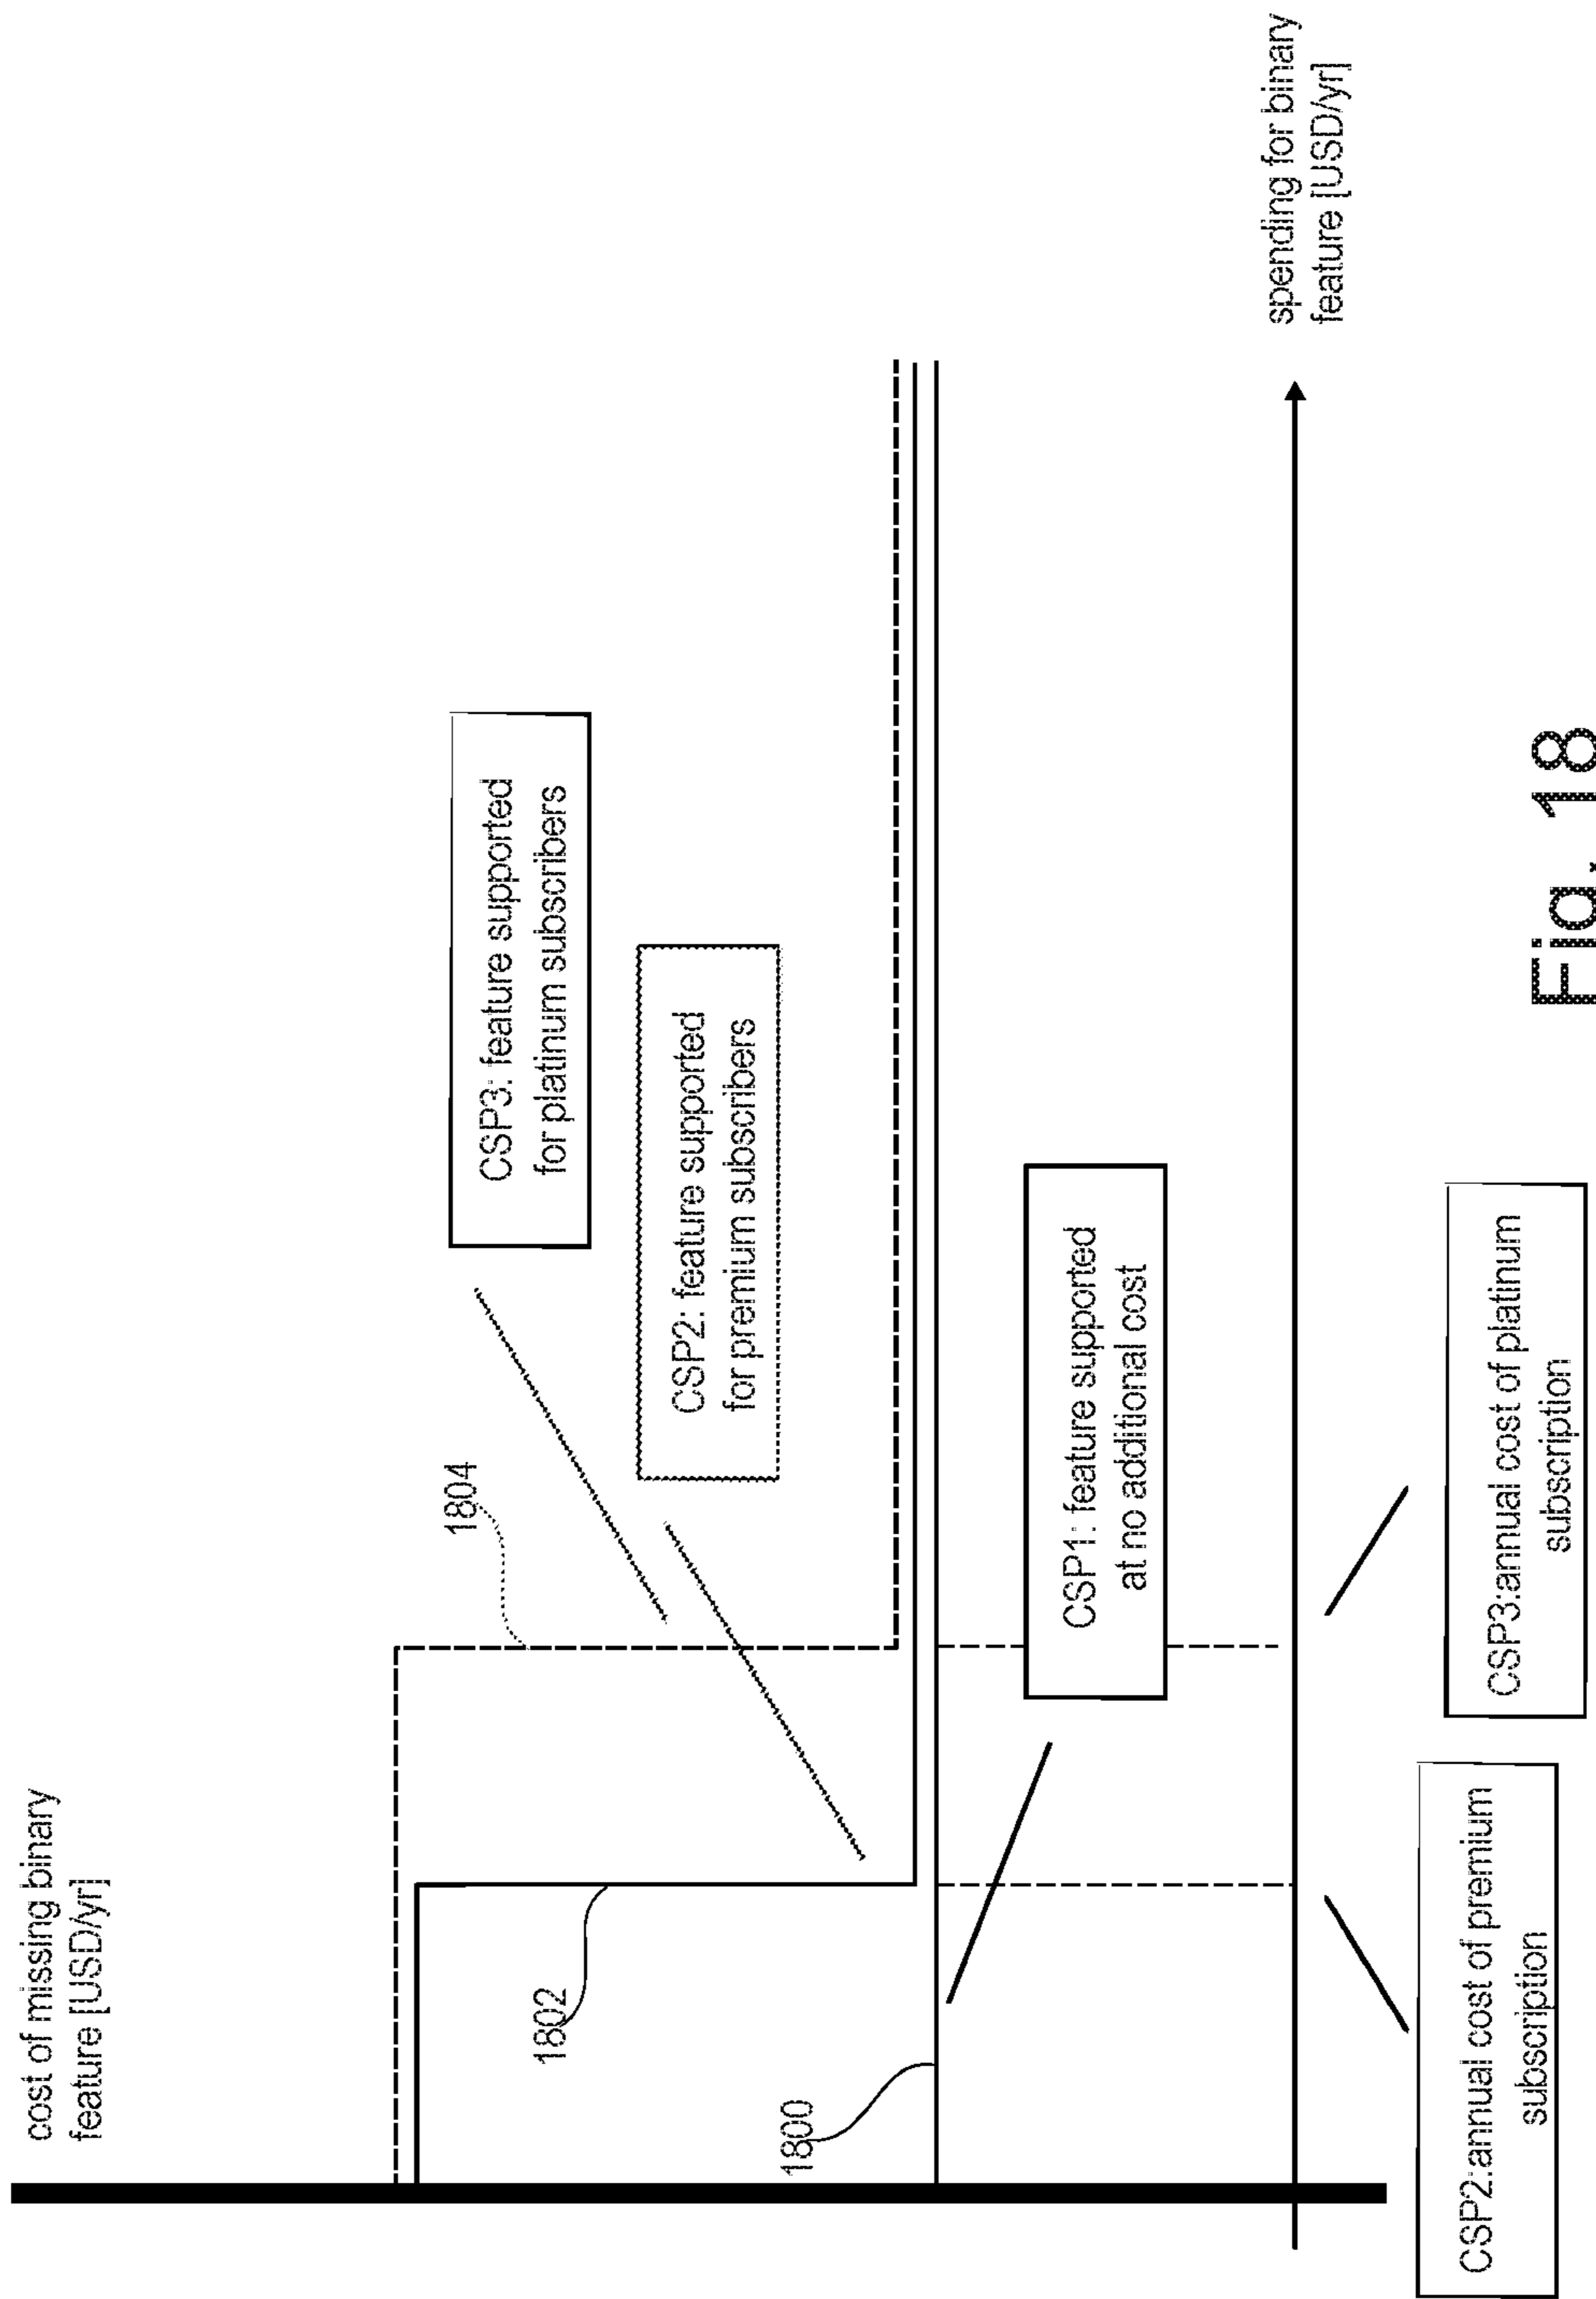 cost of missing binary
feature [USD/yr]
1804
CSP3: feature supported
for platinum subscribers
1802
CSP2: feature supported
for premium subscribers
1800
CSP1: feature supported
at no additional cost
spending for binary
feature [USD/yr]
CSP2:annual cost of premium
subscription
CSP3:annual cost of platinum
subscription
Fig. 18